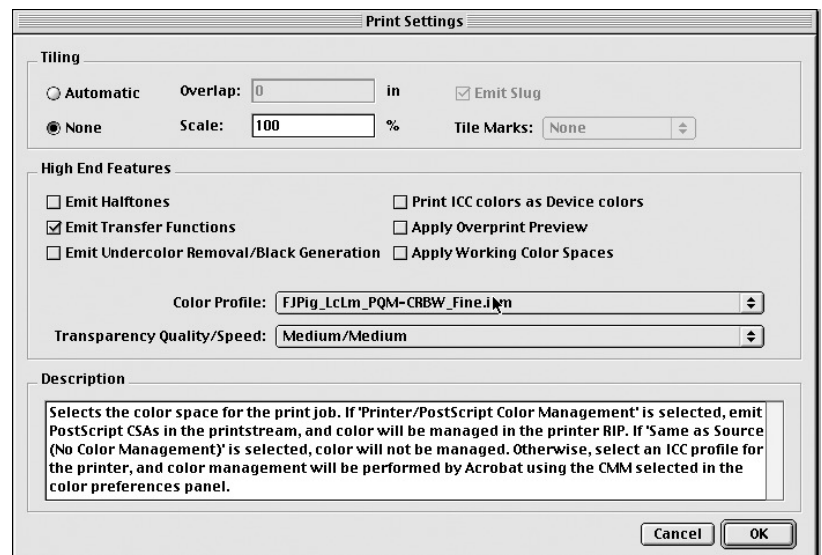 Print Settings
Tiling
Automatic Overlap: 0 in Emit Slug
None Scale: 100 % Tile Marks: None
High End Features
Emit Halftones Print ICC colors as Device colors
Emit Transfer Functions Apply Overprint Preview
Emit Undercolor Removal/Black Generation Apply Working Color Spaces
Color Profile: FJPig_LcLm_PQM-CRBW_Fine.icm
Transparency Quality/Speed: Medium/Medium
Description
Selects the color space for the print job. If 'Printer/PostScript Color Management' is selected, emit
PostScript CSAs in the printstream, and color will be managed in the printer RIP. If 'Same as Source
(No Color Management)' is selected, color will not be managed. Otherwise, select an ICC profile for
the printer, and color management will be performed by Acrobat using the CMM selected in the
color preferences panel.
Cancel OK